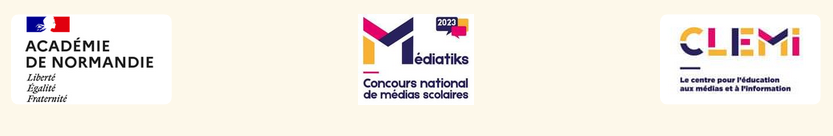 ACADÉMIE
DE NORMANDIE
Liberté
Égalité
Fraternité
2023
Médiatiks
Concours national
de médias scolaires
CLEMI
Le centre pour l'éducation
aux médias et à l'information